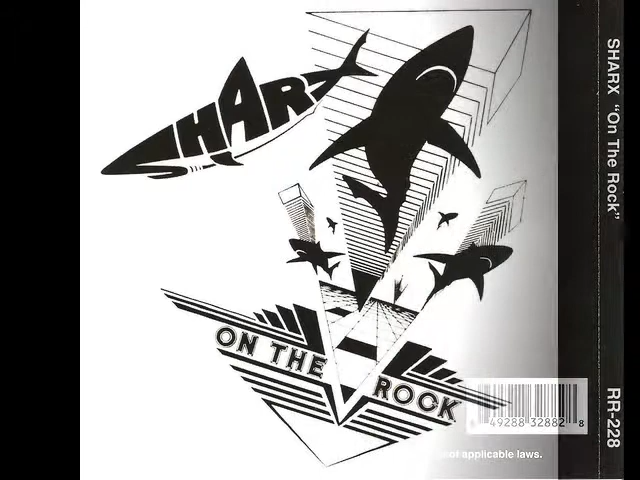 SHARX
ON THE
ROCK
49288 32882 8
of applicable laws.
SHARX "On The Rock"
RR-228